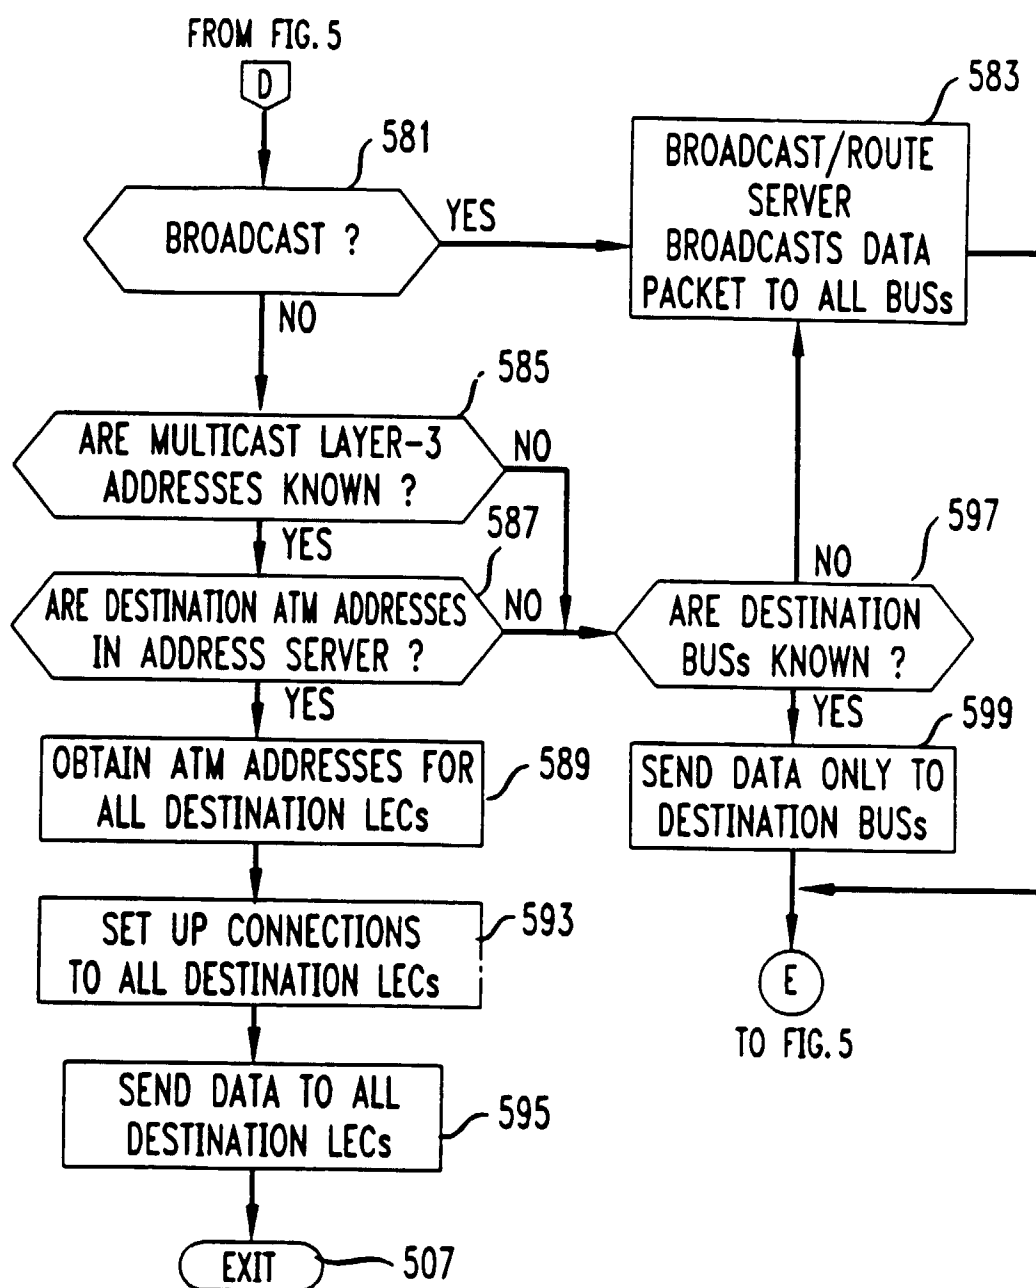 FROM FIG. 5
D
581
BROADCAST ?
YES
NO
583
BROADCAST/ROUTE
SERVER
BROADCASTS DATA
PACKET TO ALL BUSs
585
ARE MULTICAST LAYER-3
ADDRESSES KNOWN ?
NO
YES
587
ARE DESTINATION ATM ADDRESSES
IN ADDRESS SERVER ?
NO
YES
597
NO
ARE DESTINATION
BUSs KNOWN ?
YES
599
SEND DATA ONLY TO
DESTINATION BUSs
E
TO FIG. 5
OBTAIN ATM ADDRESSES FOR
ALL DESTINATION LECs
589
SET UP CONNECTIONS
TO ALL DESTINATION LECs
593
SEND DATA TO ALL
DESTINATION LECs
595
EXIT
507